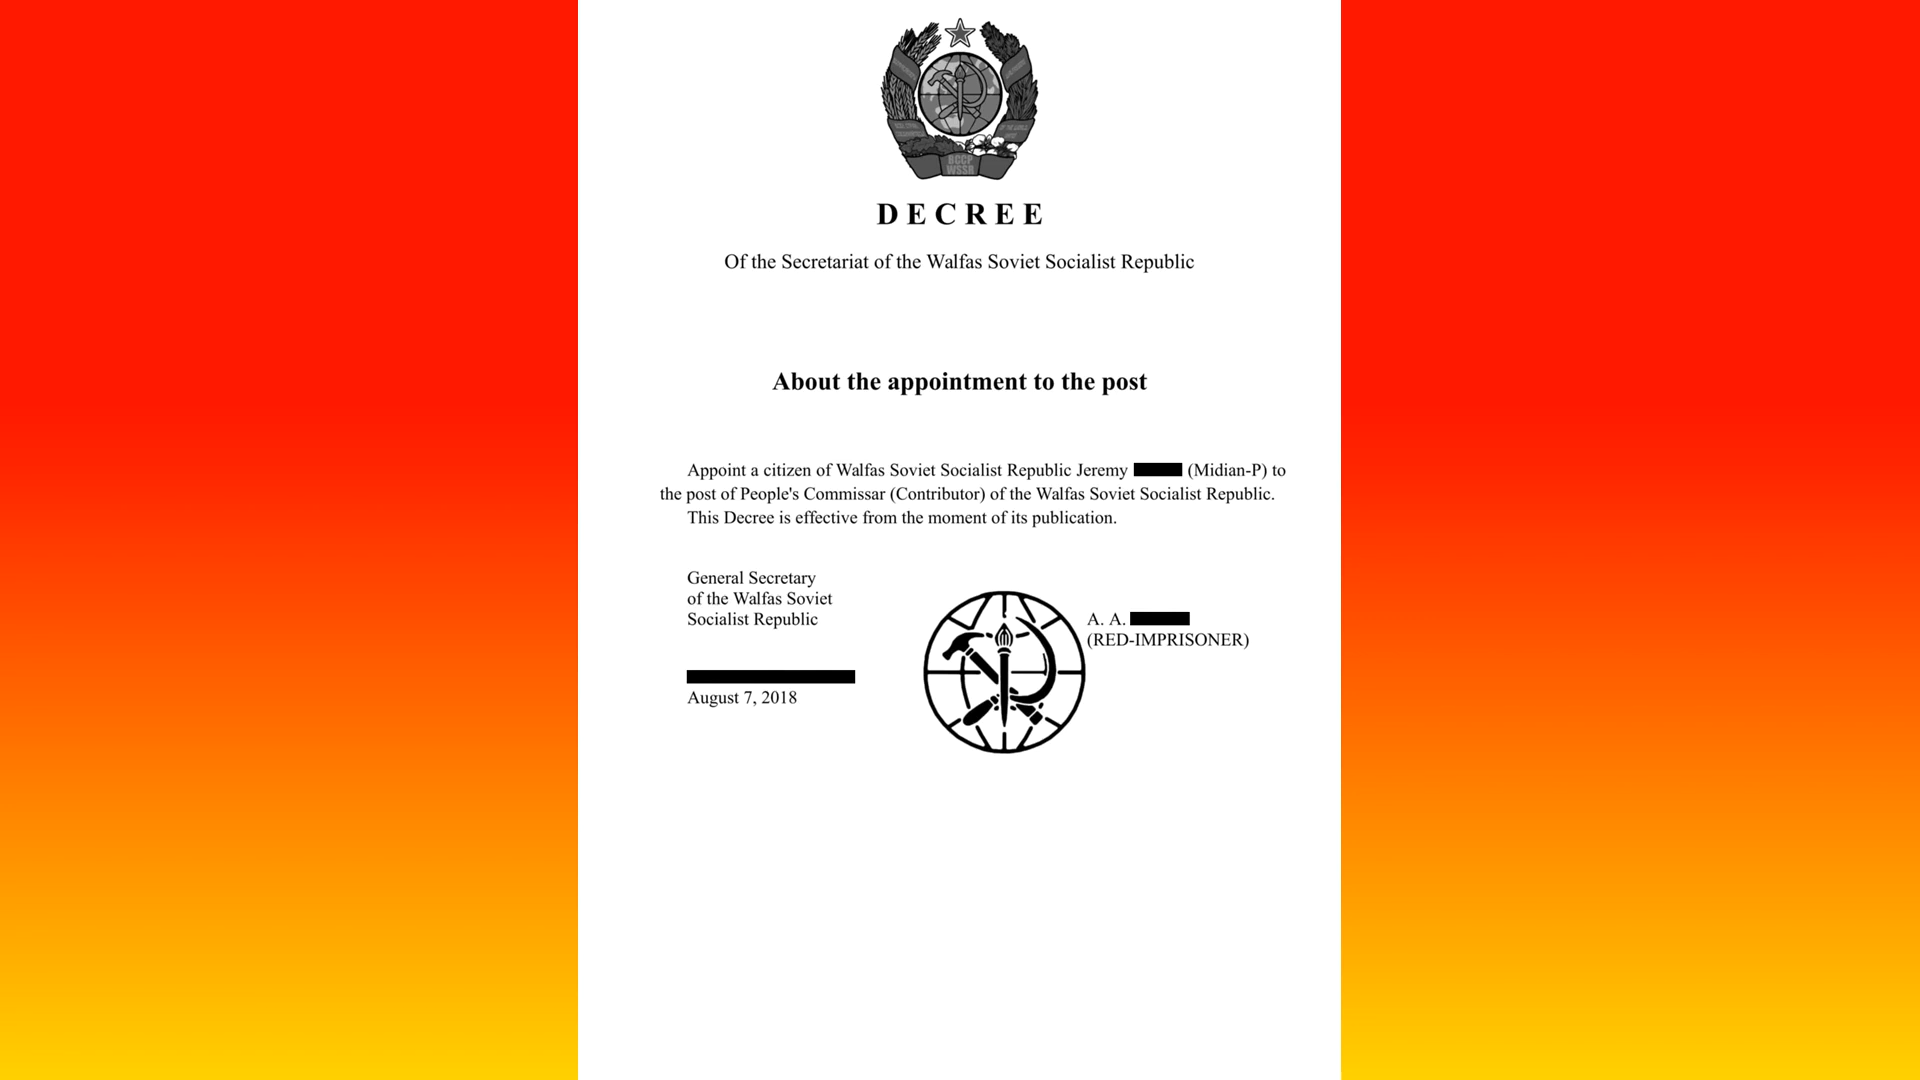 BCCP
WSSR
DECREE
Of the Secretariat of the Walfas Soviet Socialist Republic
About the appointment to the post
Appoint a citizen of Walfas Soviet Socialist Republic Jeremy (Midian-P) to
the post of People's Commissar (Contributor) of the Walfas Soviet Socialist Republic.
This Decree is effective from the moment of its publication.
General Secretary
of the Walfas Soviet
Socialist Republic
A. A.
(RED-IMPRISONER)
August 7, 2018